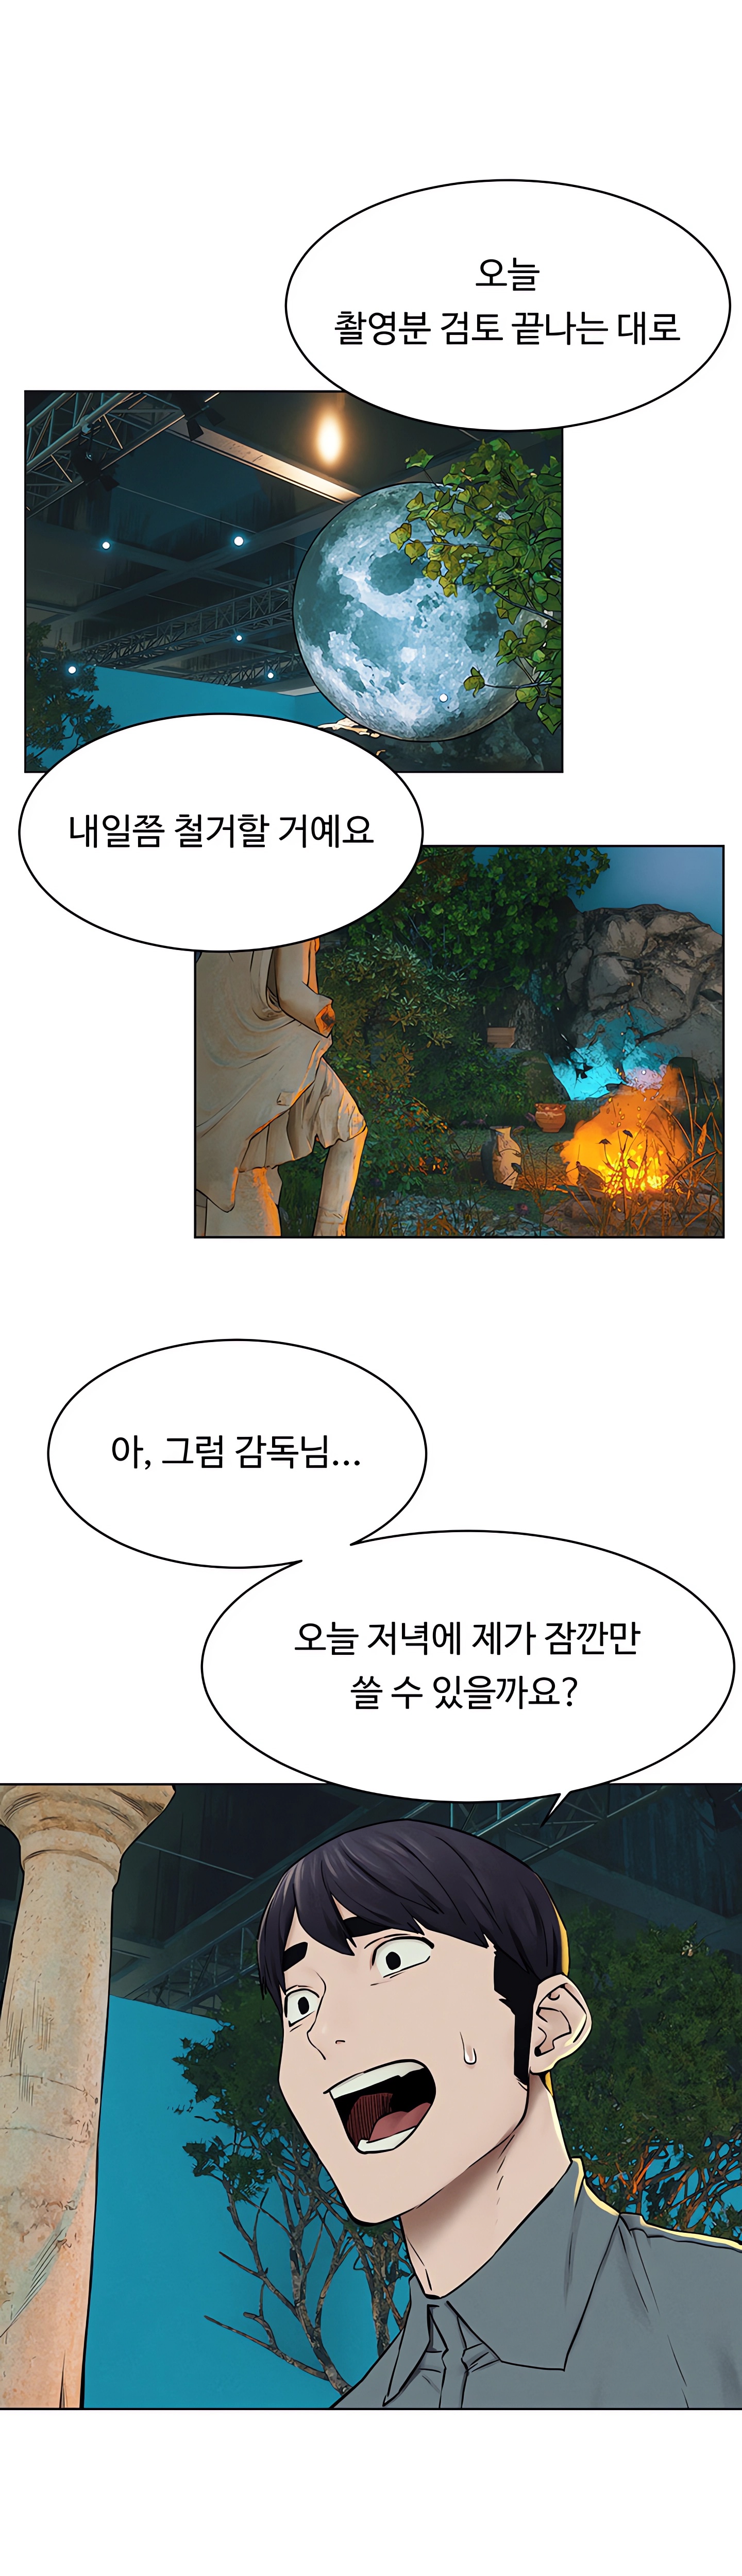 오늘
촬영분 검토 끝나는 대로
내일쯤 철거할 거예요
아, 그럼 감독님...
오늘 저녁에 제가 잠깐만
쓸 수 있을까요?